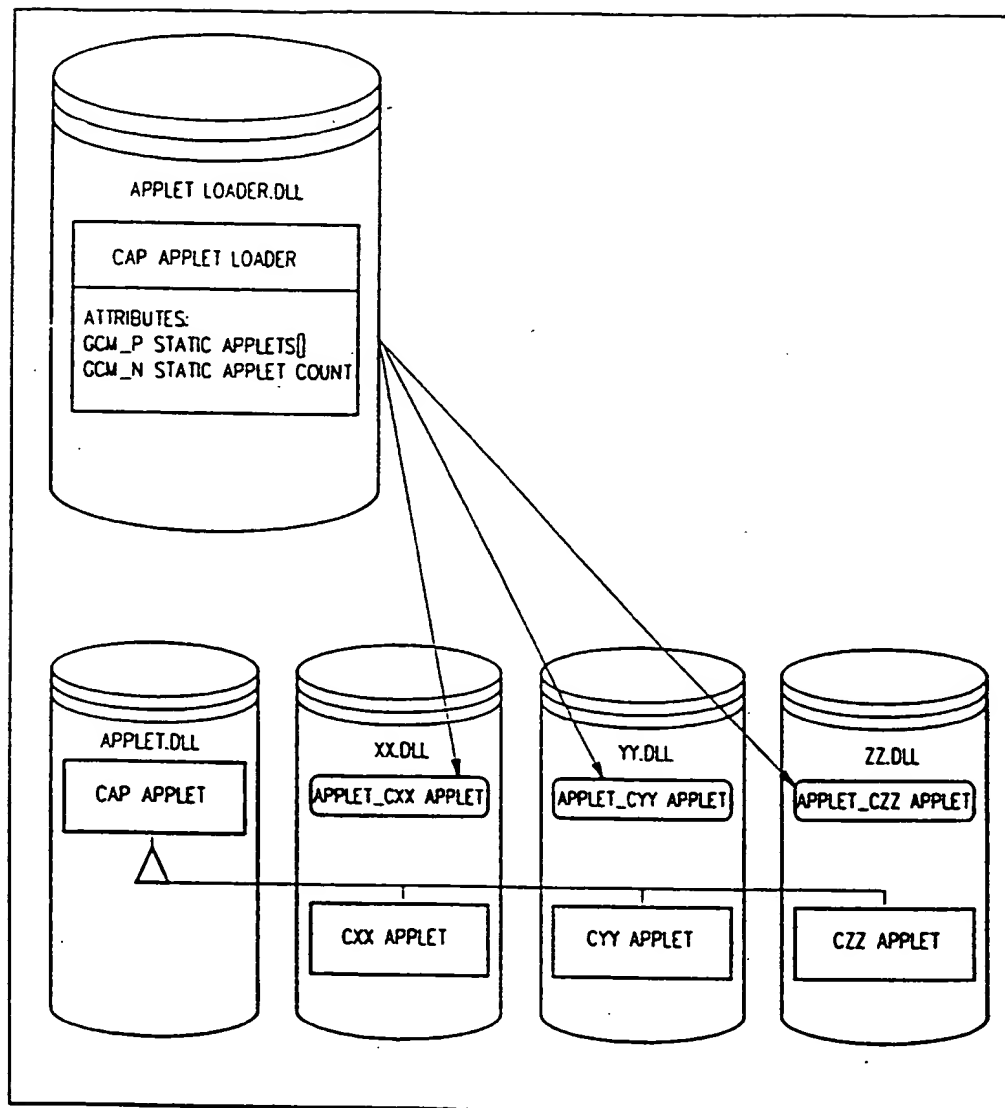 APPLET LOADER.DLL
CAP APPLET LOADER
ATTRIBUTES:
GCM_P STATIC APPLETS[]
GCM_N STATIC APPLET COUNT
APPLET.DLL
CAP APPLET
XX.DLL
APPLET_CXX APPLET
YY.DLL
APPLET_CYY APPLET
ZZ.DLL
APPLET_CZZ APPLET
CXX APPLET
CYY APPLET
CZZ APPLET